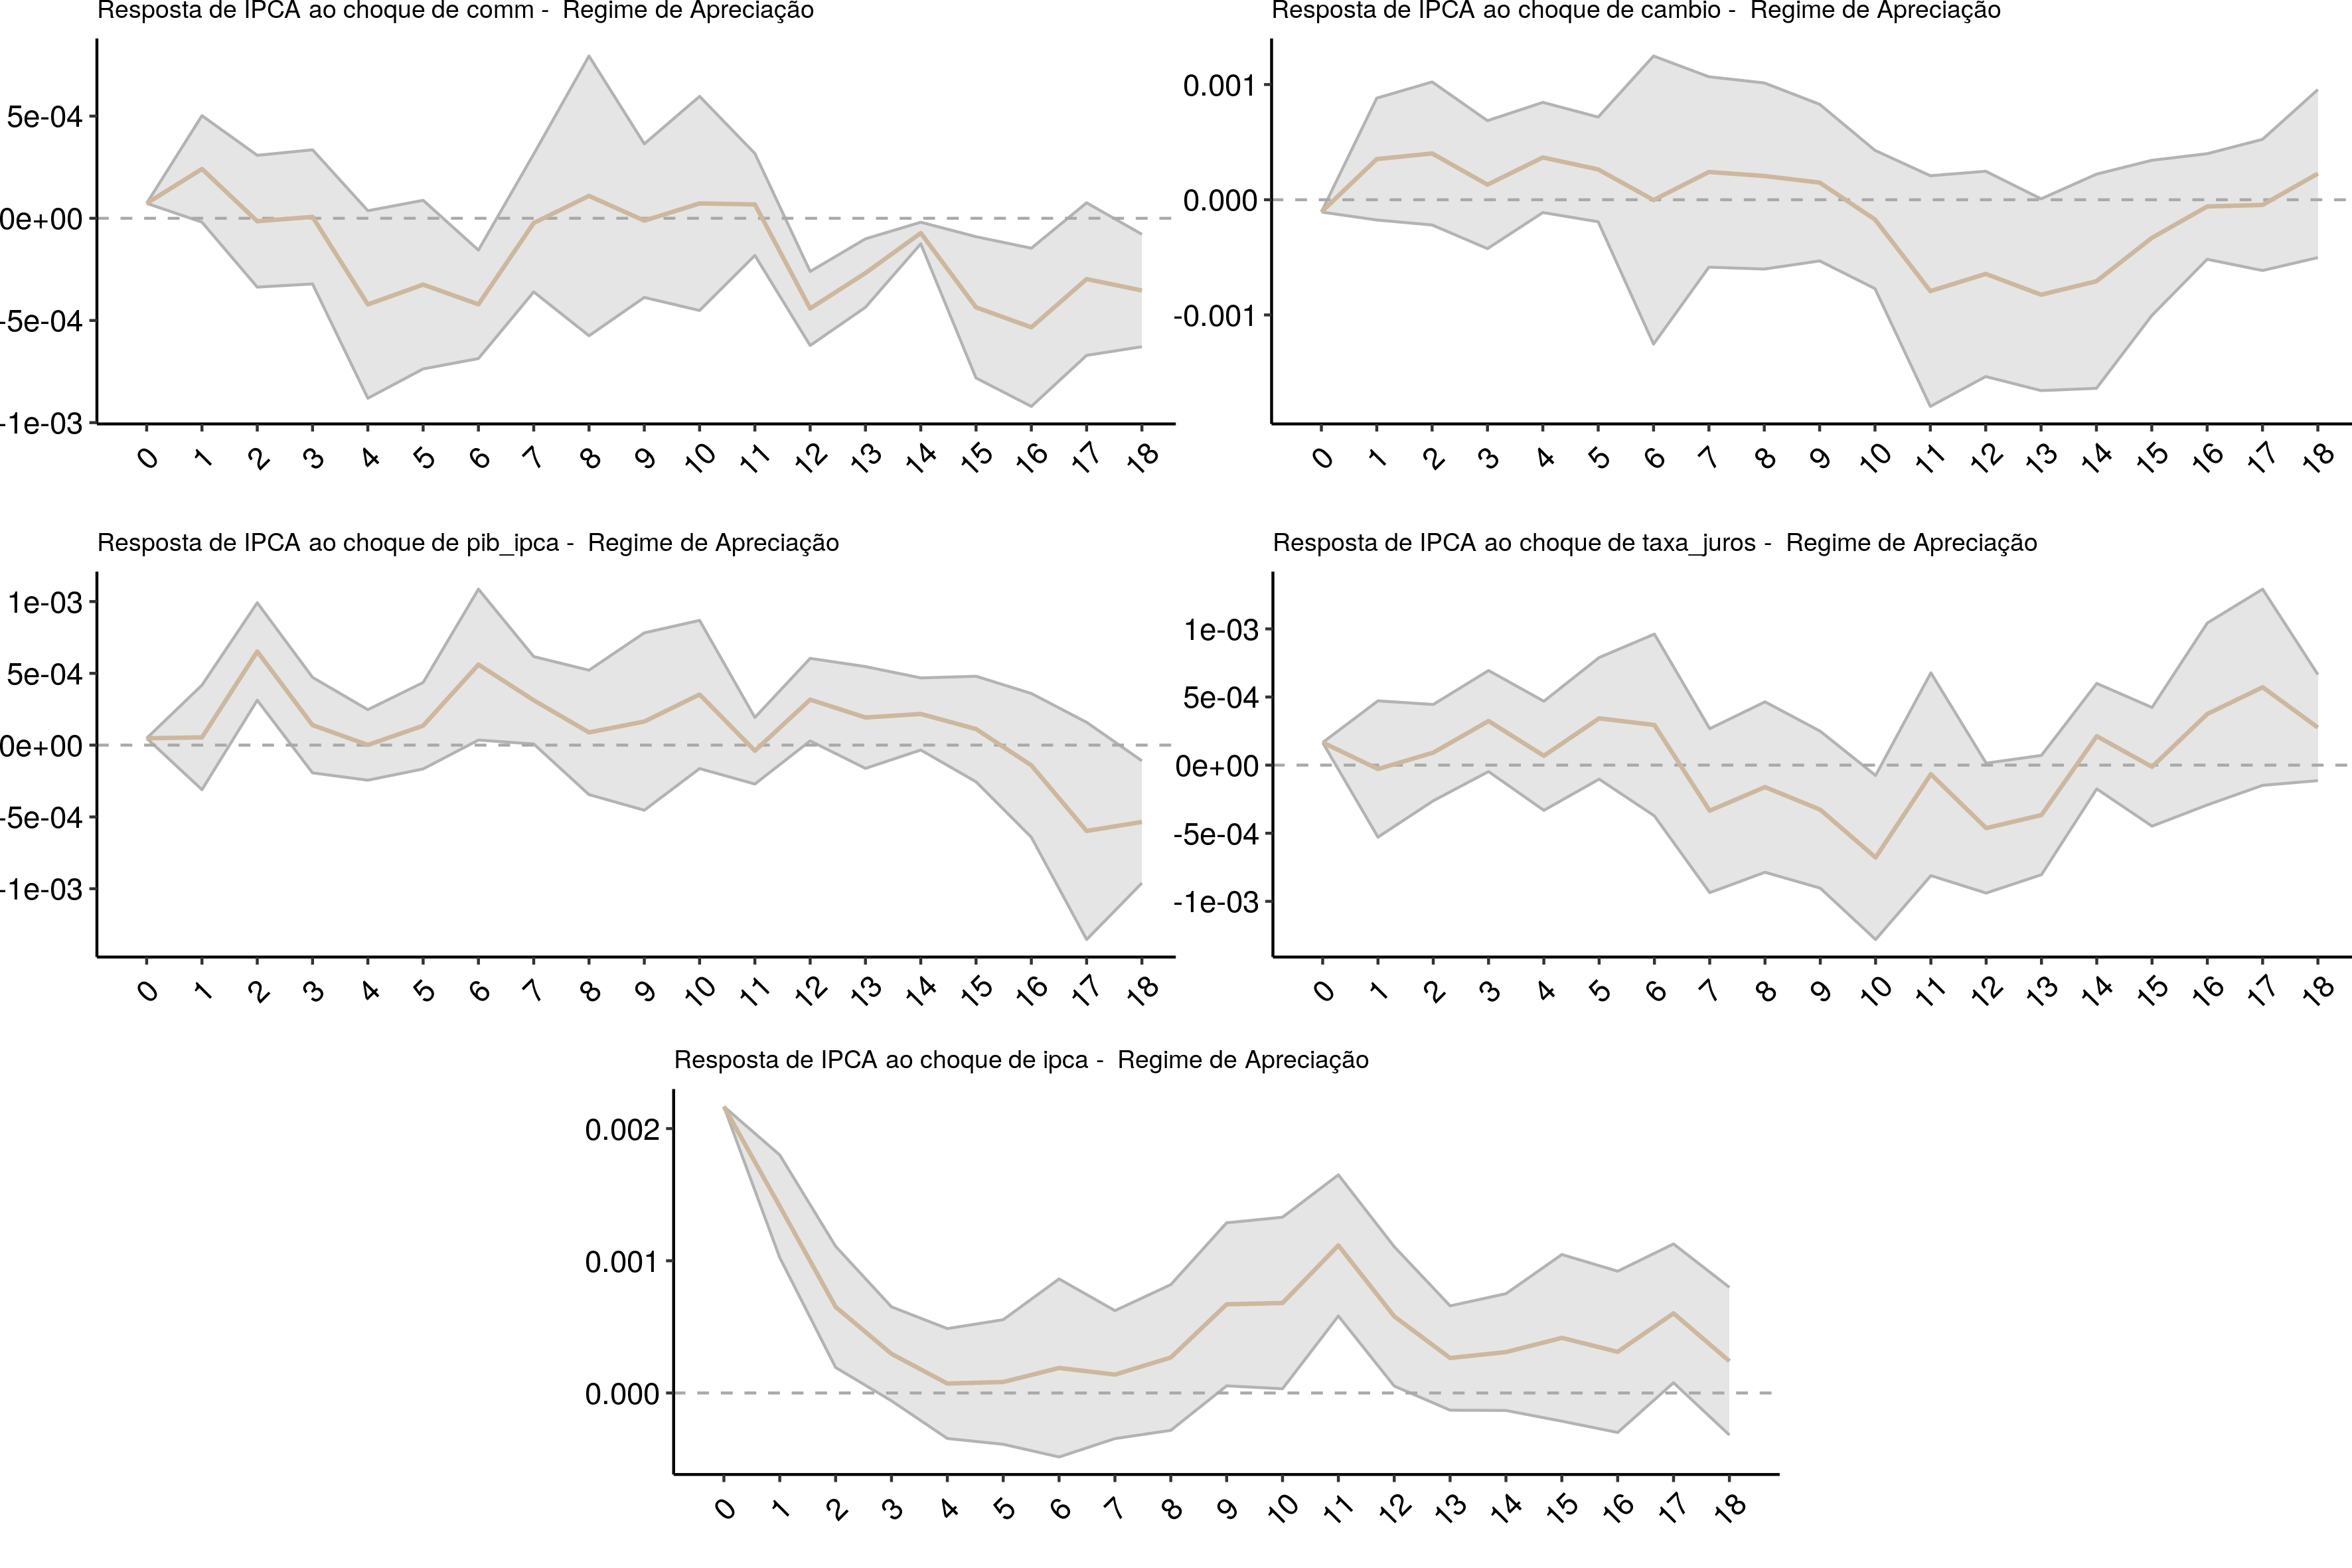 Resposta de IPCA ao choque de comm -  Regime de Apreciação
5e-04
0e+00
-5e-04
-1e-03
0 1 2 3 4 5 6 7 8 9 10 11 12 13 14 15 16 17 18
Resposta de IPCA ao choque de cambio -  Regime de Apreciação
0.001
0.000
-0.001
0 1 2 3 4 5 6 7 8 9 10 11 12 13 14 15 16 17 18
Resposta de IPCA ao choque de pib_ipca -  Regime de Apreciação
1e-03
5e-04
0e+00
-5e-04
-1e-03
0 1 2 3 4 5 6 7 8 9 10 11 12 13 14 15 16 17 18
Resposta de IPCA ao choque de taxa_juros -  Regime de Apreciação
1e-03
5e-04
0e+00
-5e-04
-1e-03
0 1 2 3 4 5 6 7 8 9 10 11 12 13 14 15 16 17 18
Resposta de IPCA ao choque de ipca -  Regime de Apreciação
0.002
0.001
0.000
0 1 2 3 4 5 6 7 8 9 10 11 12 13 14 15 16 17 18